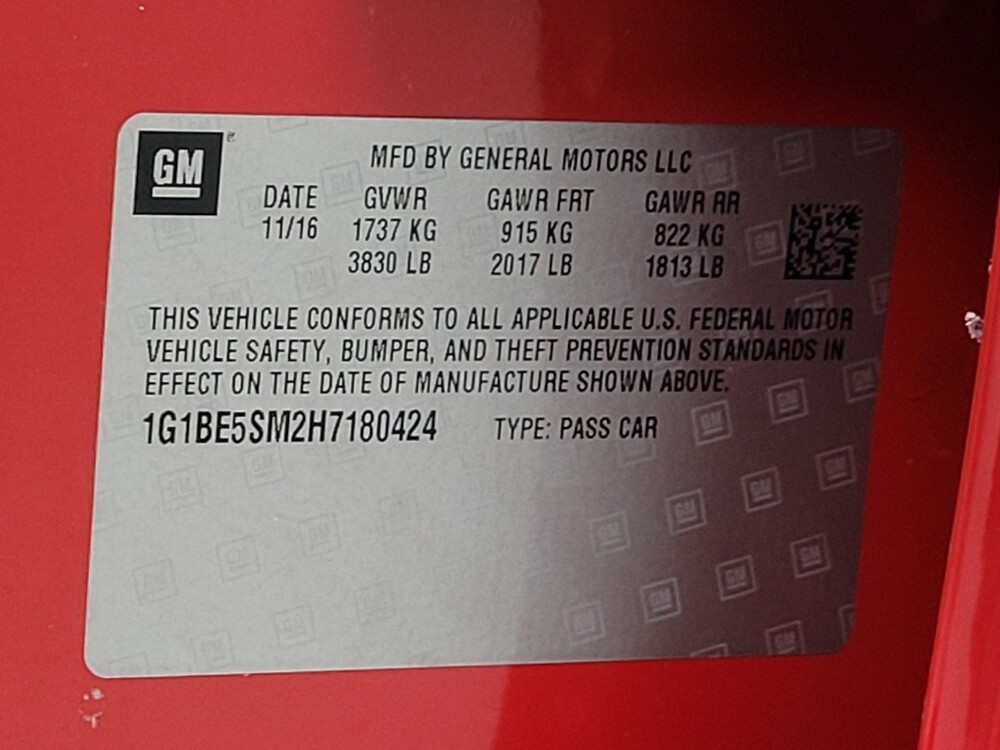 GM
MFD BY GENERAL MOTORS LLC
DATE GVWR GAWR FRT GAWR RR
11/16 1737 KG 915 KG 822 KG
3830 LB 2017 LB 1813 LB
THIS VEHICLE CONFORMS TO ALL APPLICABLE U.S. FEDERAL MOTOR
VEHICLE SAFETY, BUMPER, AND THEFT PREVENTION STANDARDS IN
EFFECT ON THE DATE OF MANUFACTURE SHOWN ABOVE.
1G1BE5SM2H7180424 TYPE: PASS CAR